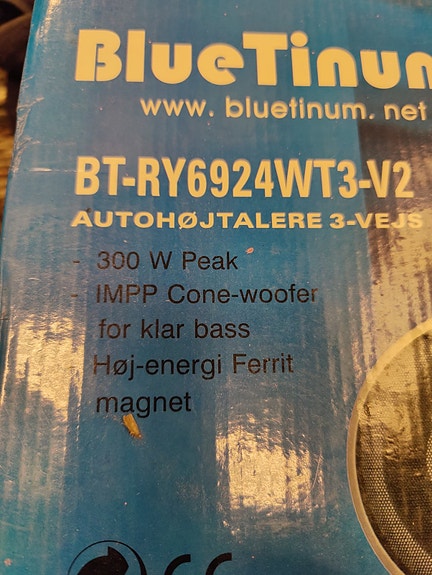 BlueTinum
www.bluetinum.net
BT-RY6924WT3-V2
AUTOHØJTALERE 3-VEJS
- 300 W Peak
- IMPP Cone-woofer
for klar bass
Høj-energi Ferrit
magnet
CE